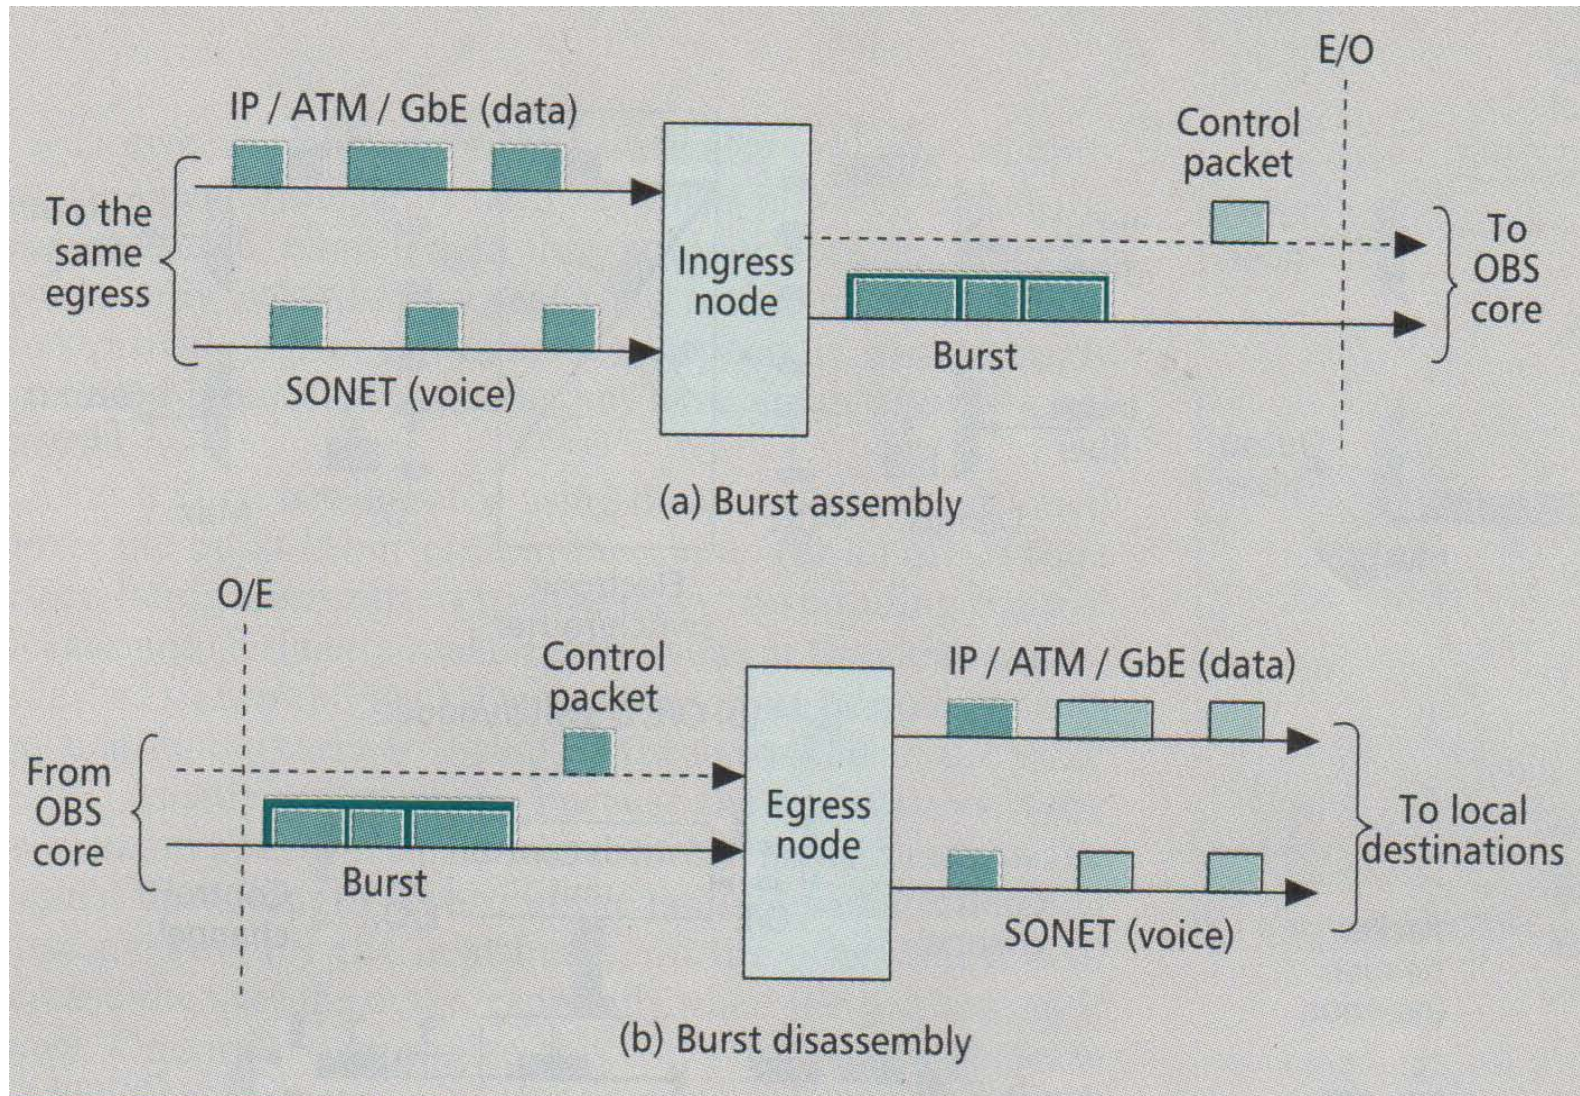 E/O
IP / ATM / GbE (data)
Control
packet
To the
same
egress
Ingress
node
To
OBS
core
Burst
SONET (voice)
(a) Burst assembly
O/E
Control
packet
IP / ATM / GbE (data)
From
OBS
core
Egress
node
To local
destinations
Burst
SONET (voice)
(b) Burst disassembly